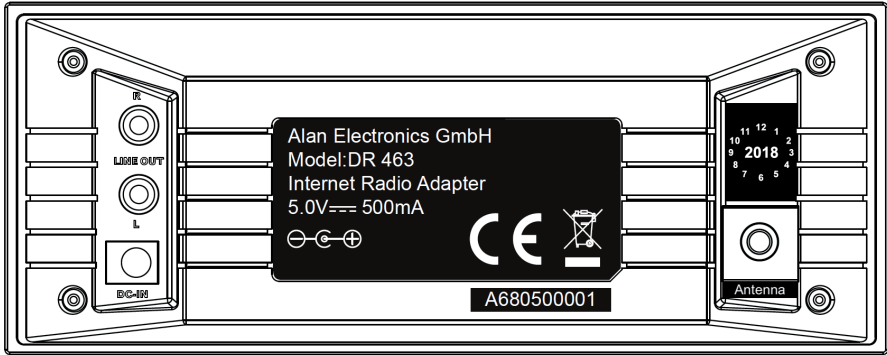 R
LINE OUT
L
DC-IN
Alan Electronics GmbH
Model:DR 463
Internet Radio Adapter
5.0V⎓ 500mA
CE
A680500001
11 12 1
10 2
9 2018 3
8 4
7 6 5
Antenna